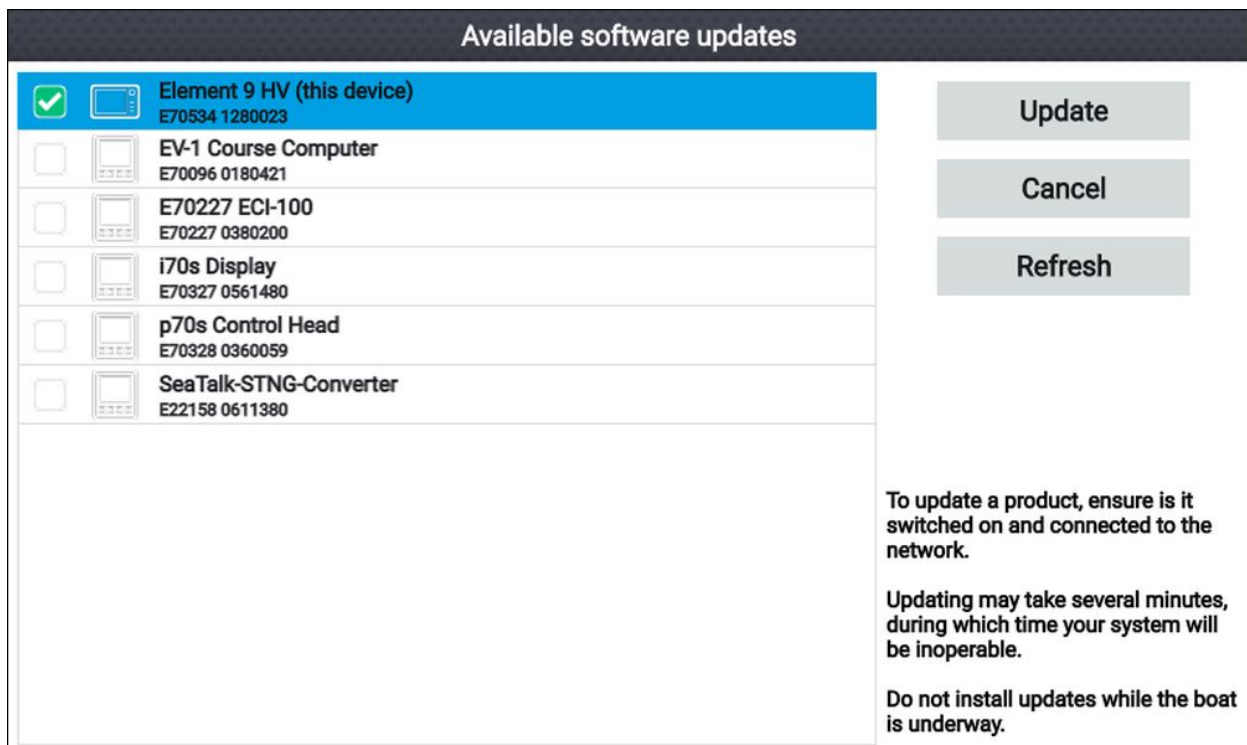 Available software updates
Element 9 HV (this device)
E70534 1280023
EV-1 Course Computer
E70096 0180421
E70227 ECI-100
E70227 0380200
i70s Display
E70327 0561480
p70s Control Head
E70328 0360059
SeaTalk-STNG-Converter
E22158 0611380
Update
Cancel
Refresh
To update a product, ensure is it
switched on and connected to the
network.
Updating may take several minutes,
during which time your system will
be inoperable.
Do not install updates while the boat
is underway.